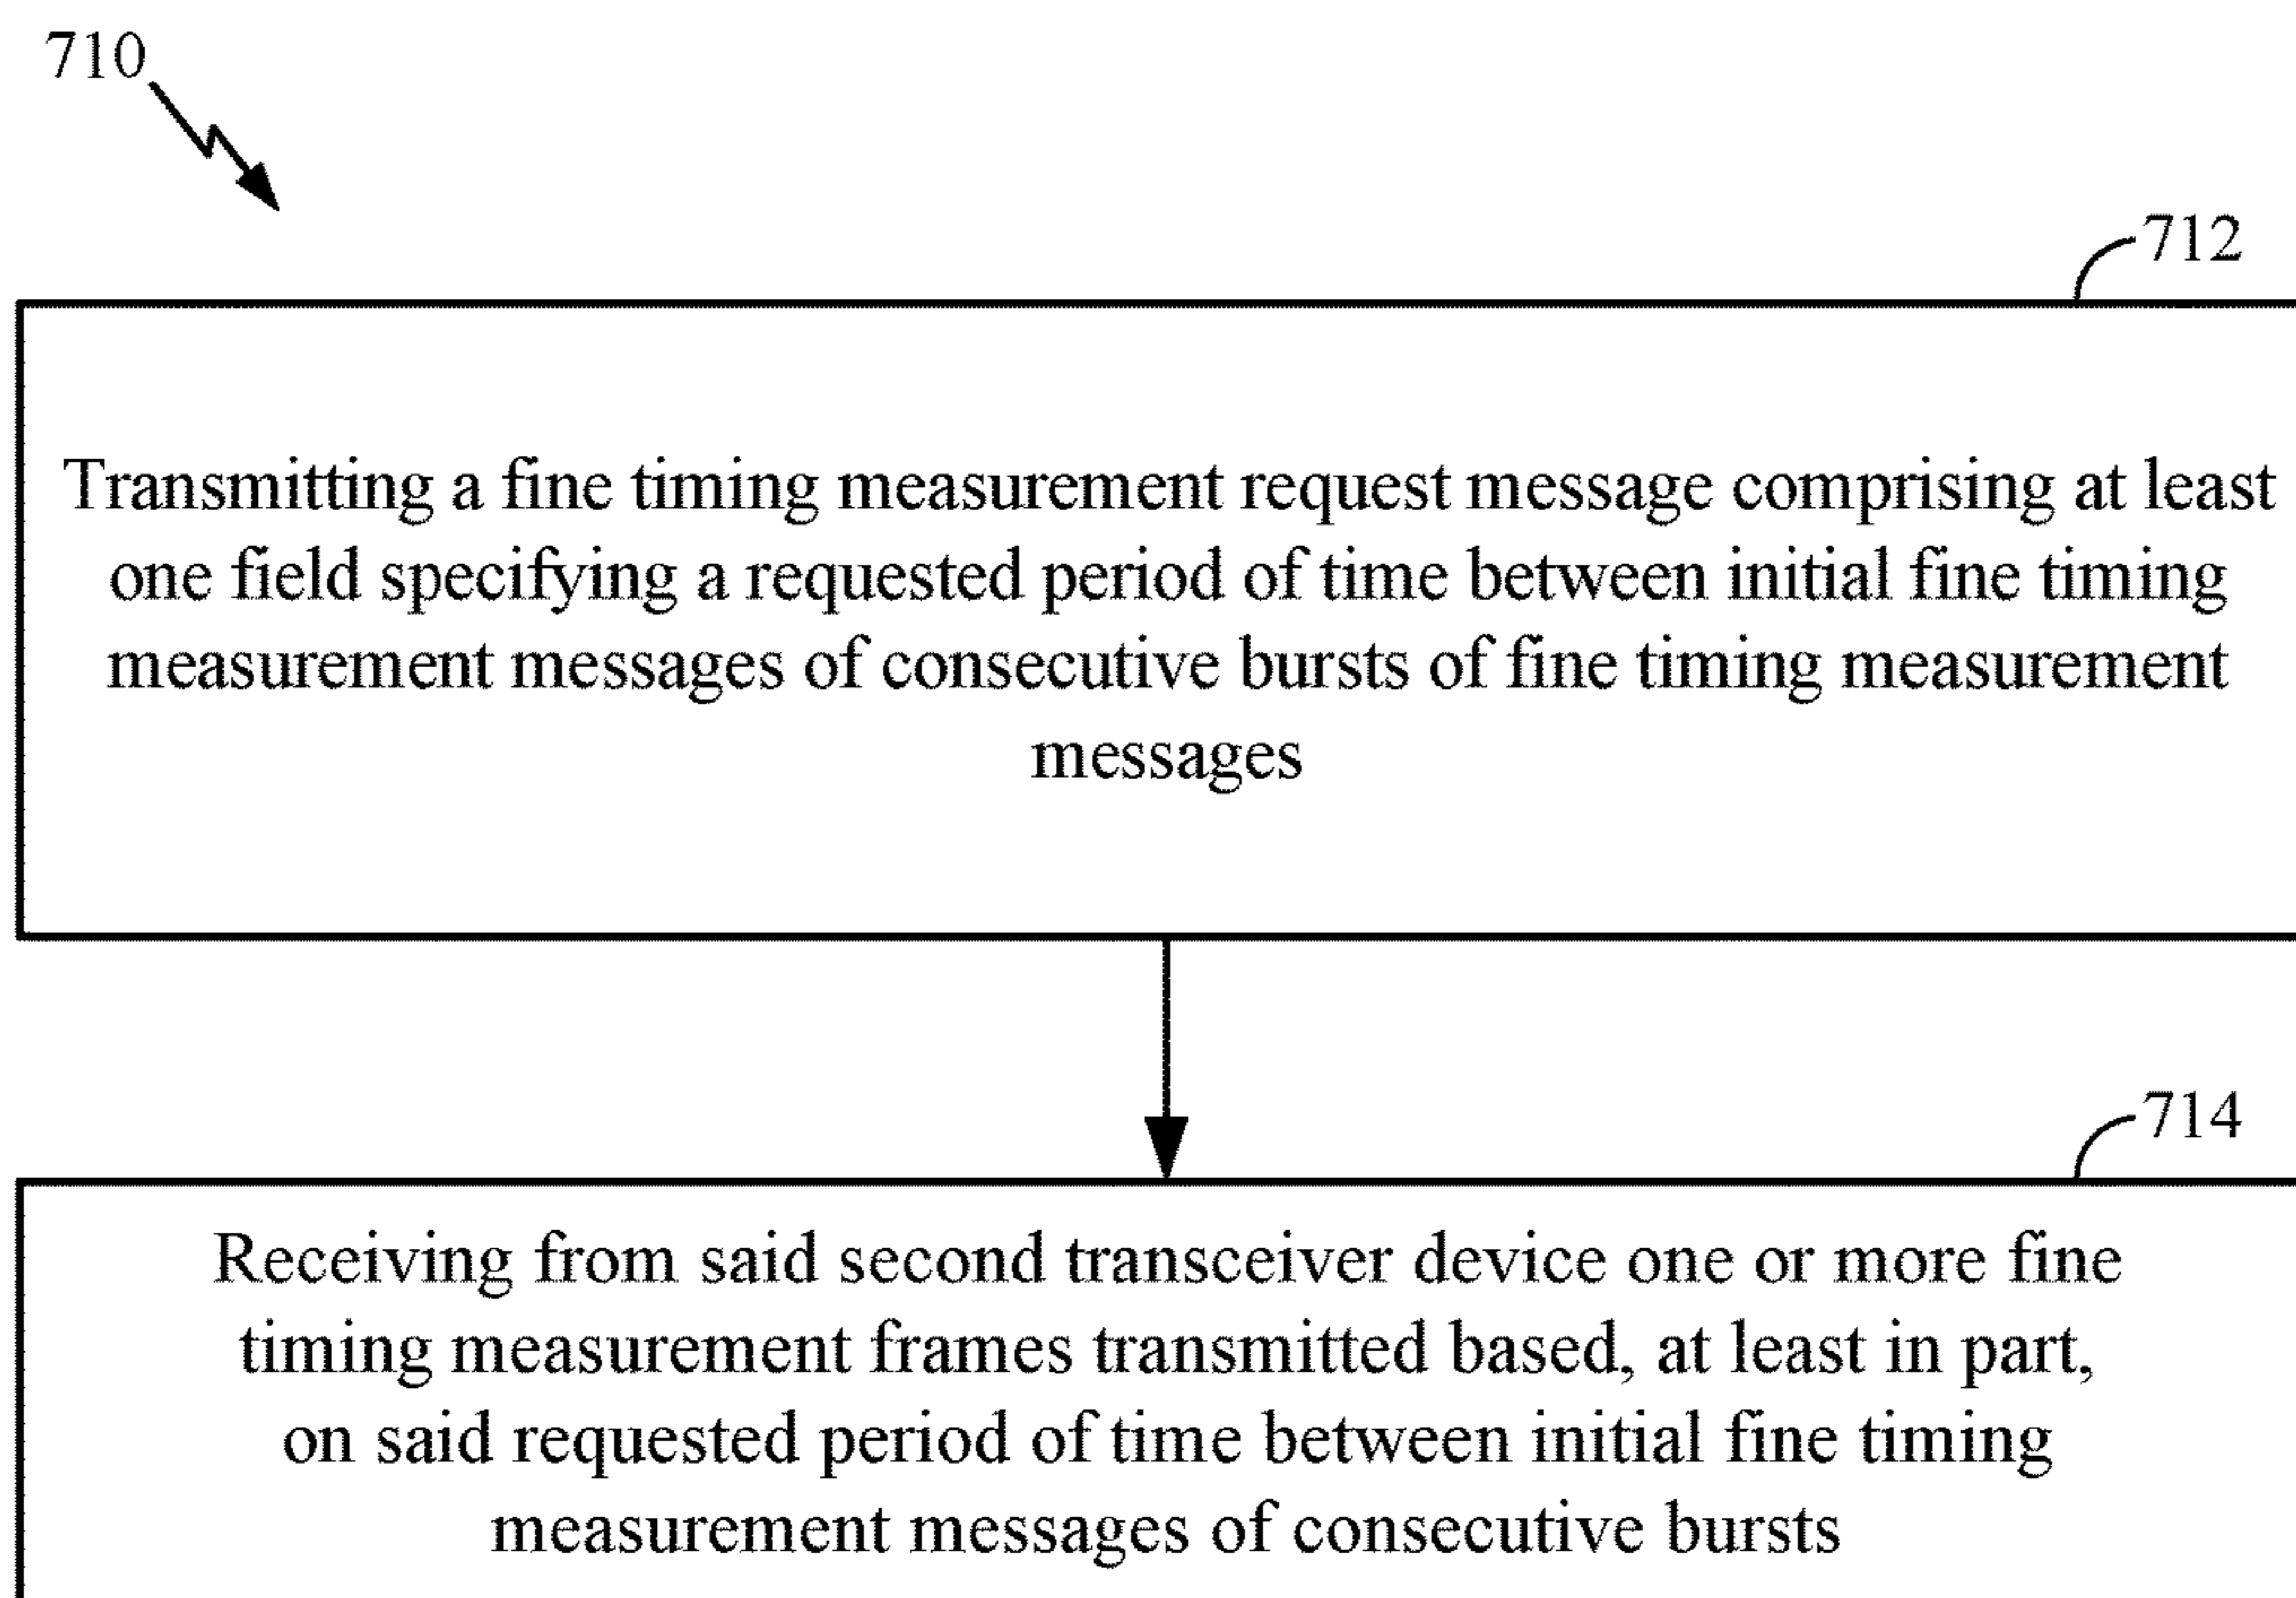 710
712
Transmitting a fine timing measurement request message comprising at least
one field specifying a requested period of time between initial fine timing
measurement messages of consecutive bursts of fine timing measurement
messages
714
Receiving from said second transceiver device one or more fine
timing measurement frames transmitted based, at least in part,
on said requested period of time between initial fine timing
measurement messages of consecutive bursts